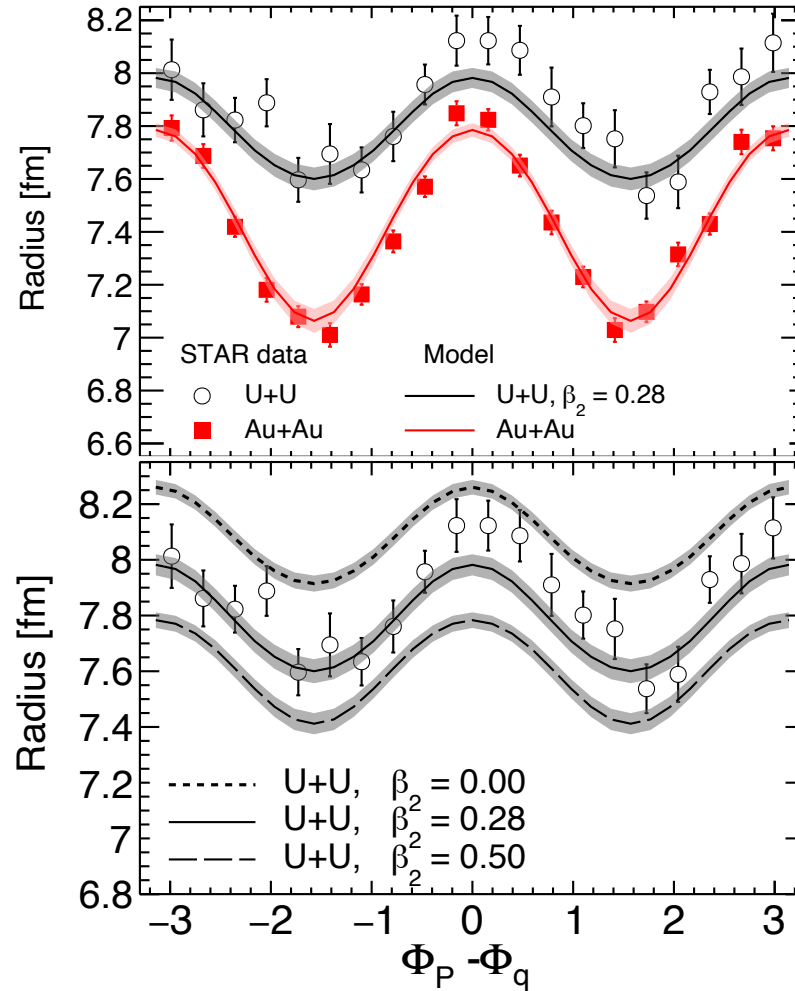 8.2
8
7.8
7.6
7.4
7.2
7
6.8
6.6
Radius [fm]
STAR data Model
U+U U+U, β₂ = 0.28
Au+Au Au+Au
8.2
8
7.8
7.6
7.4
7.2
7
6.8
Radius [fm]
U+U, β₂ = 0.00
U+U, β₂ = 0.28
U+U, β₂ = 0.50
−3 −2 −1 0 1 2 3
Φ_P -Φ_q